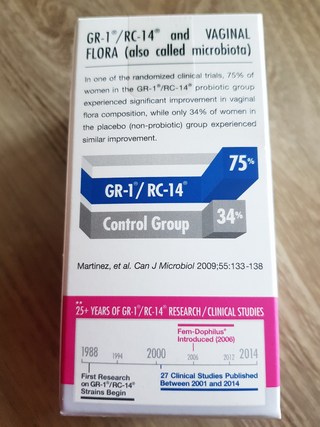 GR-1®/RC-14® and VAGINAL
FLORA (also called microbiota)
In one of the randomized clinical trials, 75% of
women in the GR-1®/RC-14® probiotic group
experienced significant improvement in vaginal
flora composition, while only 34% of women in
the placebo (non-probiotic) group experienced
similar improvement.
75%
GR-1®/RC-14®
34%
Control Group
Martinez, et al. Can J Microbiol 2009;55:133-138
**
25+ YEARS OF GR-1®/RC-14® RESEARCH/CLINICAL STUDIES
Fem-Dophilus®
Introduced (2006)
1988 1994 2000 2006 2012 2014
First Research
on GR-1®/RC-14®
Strains Begin
27 Clinical Studies Published
Between 2001 and 2014